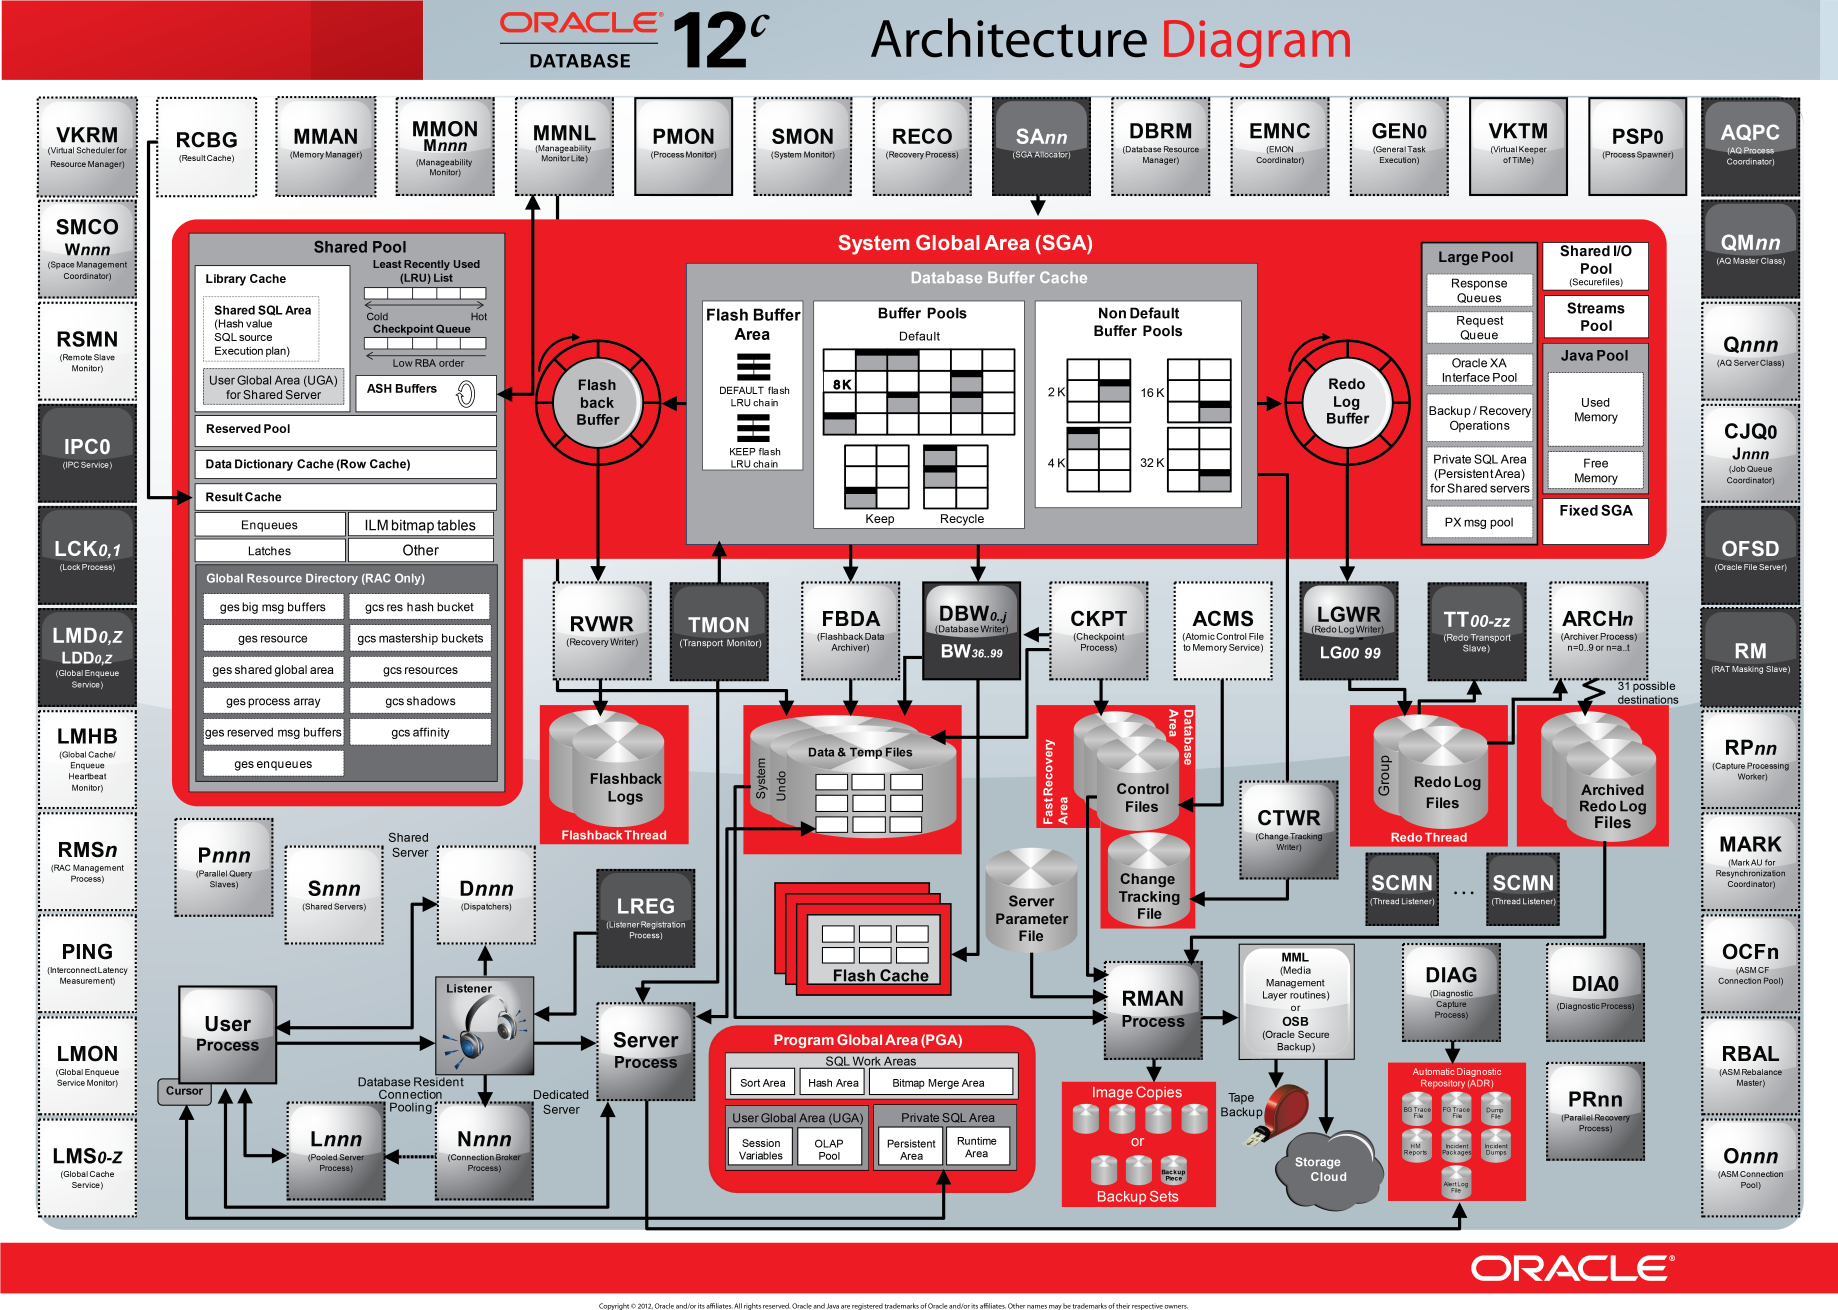 ORACLE®
DATABASE
12c
Architecture Diagram
VKRM
(Virtual Scheduler for
Resource Manager)
RCBG
(Result Cache)
MMAN
(Memory Manager)
MMON
Mnnn
(Manageability
Monitor)
MMNL
(Manageability
Monitor Lite)
PMON
(Process Monitor)
SMON
(System Monitor)
RECO
(Recovery Process)
SAnn
(SGA Allocator)
DBRM
(Database Resource
Manager)
EMNC
(EMON
Coordinator)
GEN0
(General Task
Execution)
VKTM
(Virtual Keeper
of TiMe)
PSP0
(Process Spawner)
AQPC
(AQ Process
Coordinator)
SMCO
Wnnn
(Space Management
Coordinator)
RSMN
(Remote Slave
Monitor)
IPC0
(IPC Service)
LCK0,1
(Lock Process)
LMD0,Z
LDD0,Z
(Global Enqueue
Service)
LMHB
(Global Cache/
Enqueue
Heartbeat
Monitor)
RMSn
(RAC Management
Process)
PING
(Interconnect Latency
Measurement)
LMON
(Global Enqueue
Service Monitor)
LMS0-Z
(Global Cache
Service)
System Global Area (SGA)
Shared Pool
Library Cache
Shared SQL Area
(Hash value
SQL source
Execution plan)
User Global Area (UGA)
for Shared Server
Least Recently Used
(LRU) List
Cold
Hot
Checkpoint Queue
Low RBA order
ASH Buffers
Reserved Pool
Data Dictionary Cache (Row Cache)
Result Cache
Enqueues
ILM bitmap tables
Latches
Other
Global Resource Directory (RAC Only)
ges big msg buffers
gcs res hash bucket
ges resource
gcs mastership buckets
ges shared global area
gcs resources
ges process array
gcs shadows
ges reserved msg buffers
gcs affinity
ges enqueues
Flash
back
Buffer
Database Buffer Cache
Flash Buffer
Area
DEFAULT flash
LRU chain
KEEP flash
LRU chain
Buffer Pools
Default
8K
Keep
Recycle
Non Default
Buffer Pools
2 K
16 K
4 K
32 K
Redo
Log
Buffer
Large Pool
Response
Queues
Request
Queue
Oracle XA
Interface Pool
Backup / Recovery
Operations
Private SQL Area
(Persistent Area)
for Shared servers
PX msg pool
Shared I/O
Pool
(Securefiles)
Streams
Pool
Java Pool
Used
Memory
Free
Memory
Fixed SGA
QMnn
(AQ Master Class)
Qnnn
(AQ Server Class)
CJQ0
Jnnn
(Job Queue
Coordinator)
OFSD
(Oracle File Server)
RM
(RAT Masking Slave)
RPnn
(Capture Processing
Worker)
MARK
(Mark AU for
Resynchronization
Coordinator)
OCFn
(ASM CF
Connection Pool)
RBAL
(ASM Rebalance
Master)
Onnn
(ASM Connection
Pool)
RVWR
(Recovery Writer)
TMON
(Transport Monitor)
FBDA
(Flashback Data
Archiver)
DBW0..j
(Database Writer)
BW36..99
CKPT
(Checkpoint
Process)
ACMS
(Atomic Control File
to Memory Service)
LGWR
(Redo Log Writer)
LG00 99
TT00-zz
(Redo Transport
Slave)
ARCHn
(Archiver Process)
n=0..9 or n=a..t
31 possible
destinations
Flashback
Logs
Flashback Thread
System
Undo
Data & Temp Files
Fast Recovery
Area
Database
Area
Control
Files
Change
Tracking
File
CTWR
(Change Tracking
Writer)
Group
Redo Log
Files
Redo Thread
Archived
Redo Log
Files
SCMN
(Thread Listener)
...
SCMN
(Thread Listener)
Pnnn
(Parallel Query
Slaves)
Shared
Server
Snnn
(Shared Servers)
Dnnn
(Dispatchers)
LREG
(Listener Registration
Process)
Flash Cache
Server
Parameter
File
User
Process
Cursor
Listener
Server
Process
Database Resident
Connection
Pooling
Dedicated
Server
Lnnn
(Pooled Server
Process)
Nnnn
(Connection Broker
Process)
Program Global Area (PGA)
SQL Work Areas
Sort Area
Hash Area
Bitmap Merge Area
User Global Area (UGA)
Session
Variables
OLAP
Pool
Private SQL Area
Persistent
Area
Runtime
Area
RMAN
Process
MML
(Media
Management
Layer routines)
or
OSB
(Oracle Secure
Backup)
Image Copies
or
Backup
Piece
Backup Sets
Tape
Backup
Storage
Cloud
DIAG
(Diagnostic
Capture
Process)
DIA0
(Diagnostic Process)
PRnn
(Parallel Recovery
Process)
Automatic Diagnostic
Repository (ADR)
BG Trace
File
FG Trace
File
Dump
File
HM
Reports
Incident
Packages
Incident
Dumps
Alert Log
File
ORACLE®
Copyright © 2012, Oracle and/or its affiliates. All rights reserved. Oracle and Java are registered trademarks of Oracle and/or its affiliates. Other names may be trademarks of their respective owners.